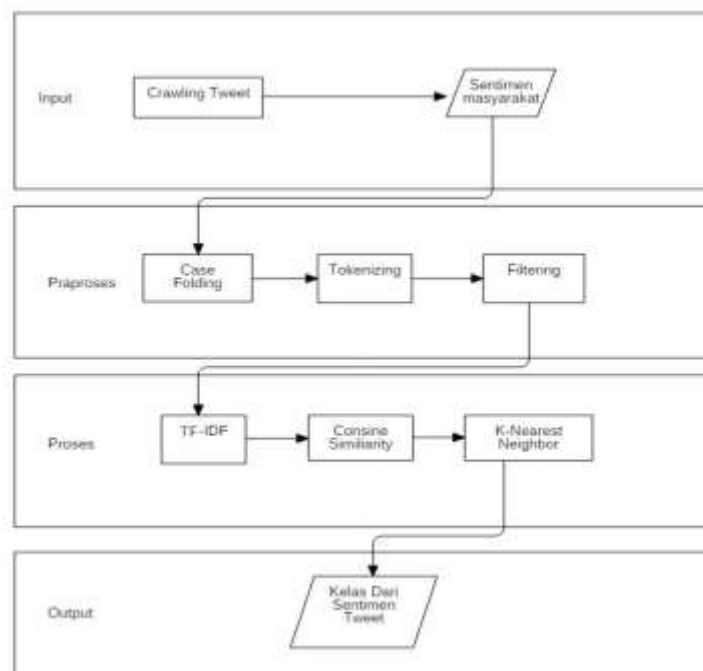 Input
Crawling Tweet
Sentimen
masyarakat
Praproses
Case
Folding
Tokenizing
Filtering
Proses
TF-IDF
Consine
Similiarity
K-Nearest
Neighbor
Output
Kelas Dari
Sentimen
Tweet